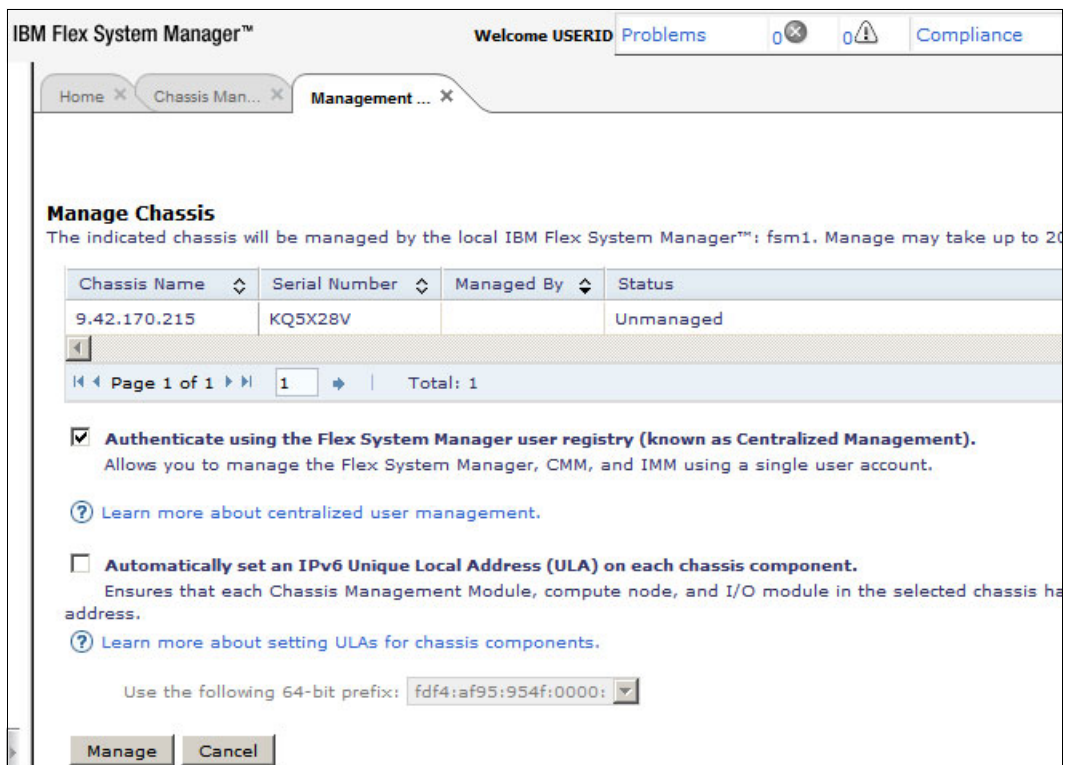 IBM Flex System Manager™ Welcome USERID Problems 0 0 Compliance
Home Chassis Man... Management ...
Manage Chassis
The indicated chassis will be managed by the local IBM Flex System Manager™: fsm1. Manage may take up to 20
Chassis Name Serial Number Managed By Status
9.42.170.215 KQ5X28V Unmanaged
Page 1 of 1 1 Total: 1
Authenticate using the Flex System Manager user registry (known as Centralized Management).
Allows you to manage the Flex System Manager, CMM, and IMM using a single user account.
? Learn more about centralized user management.
Automatically set an IPv6 Unique Local Address (ULA) on each chassis component.
Ensures that each Chassis Management Module, compute node, and I/O module in the selected chassis ha
address.
? Learn more about setting ULAs for chassis components.
Use the following 64-bit prefix: fdf4:af95:954f:0000:
Manage Cancel